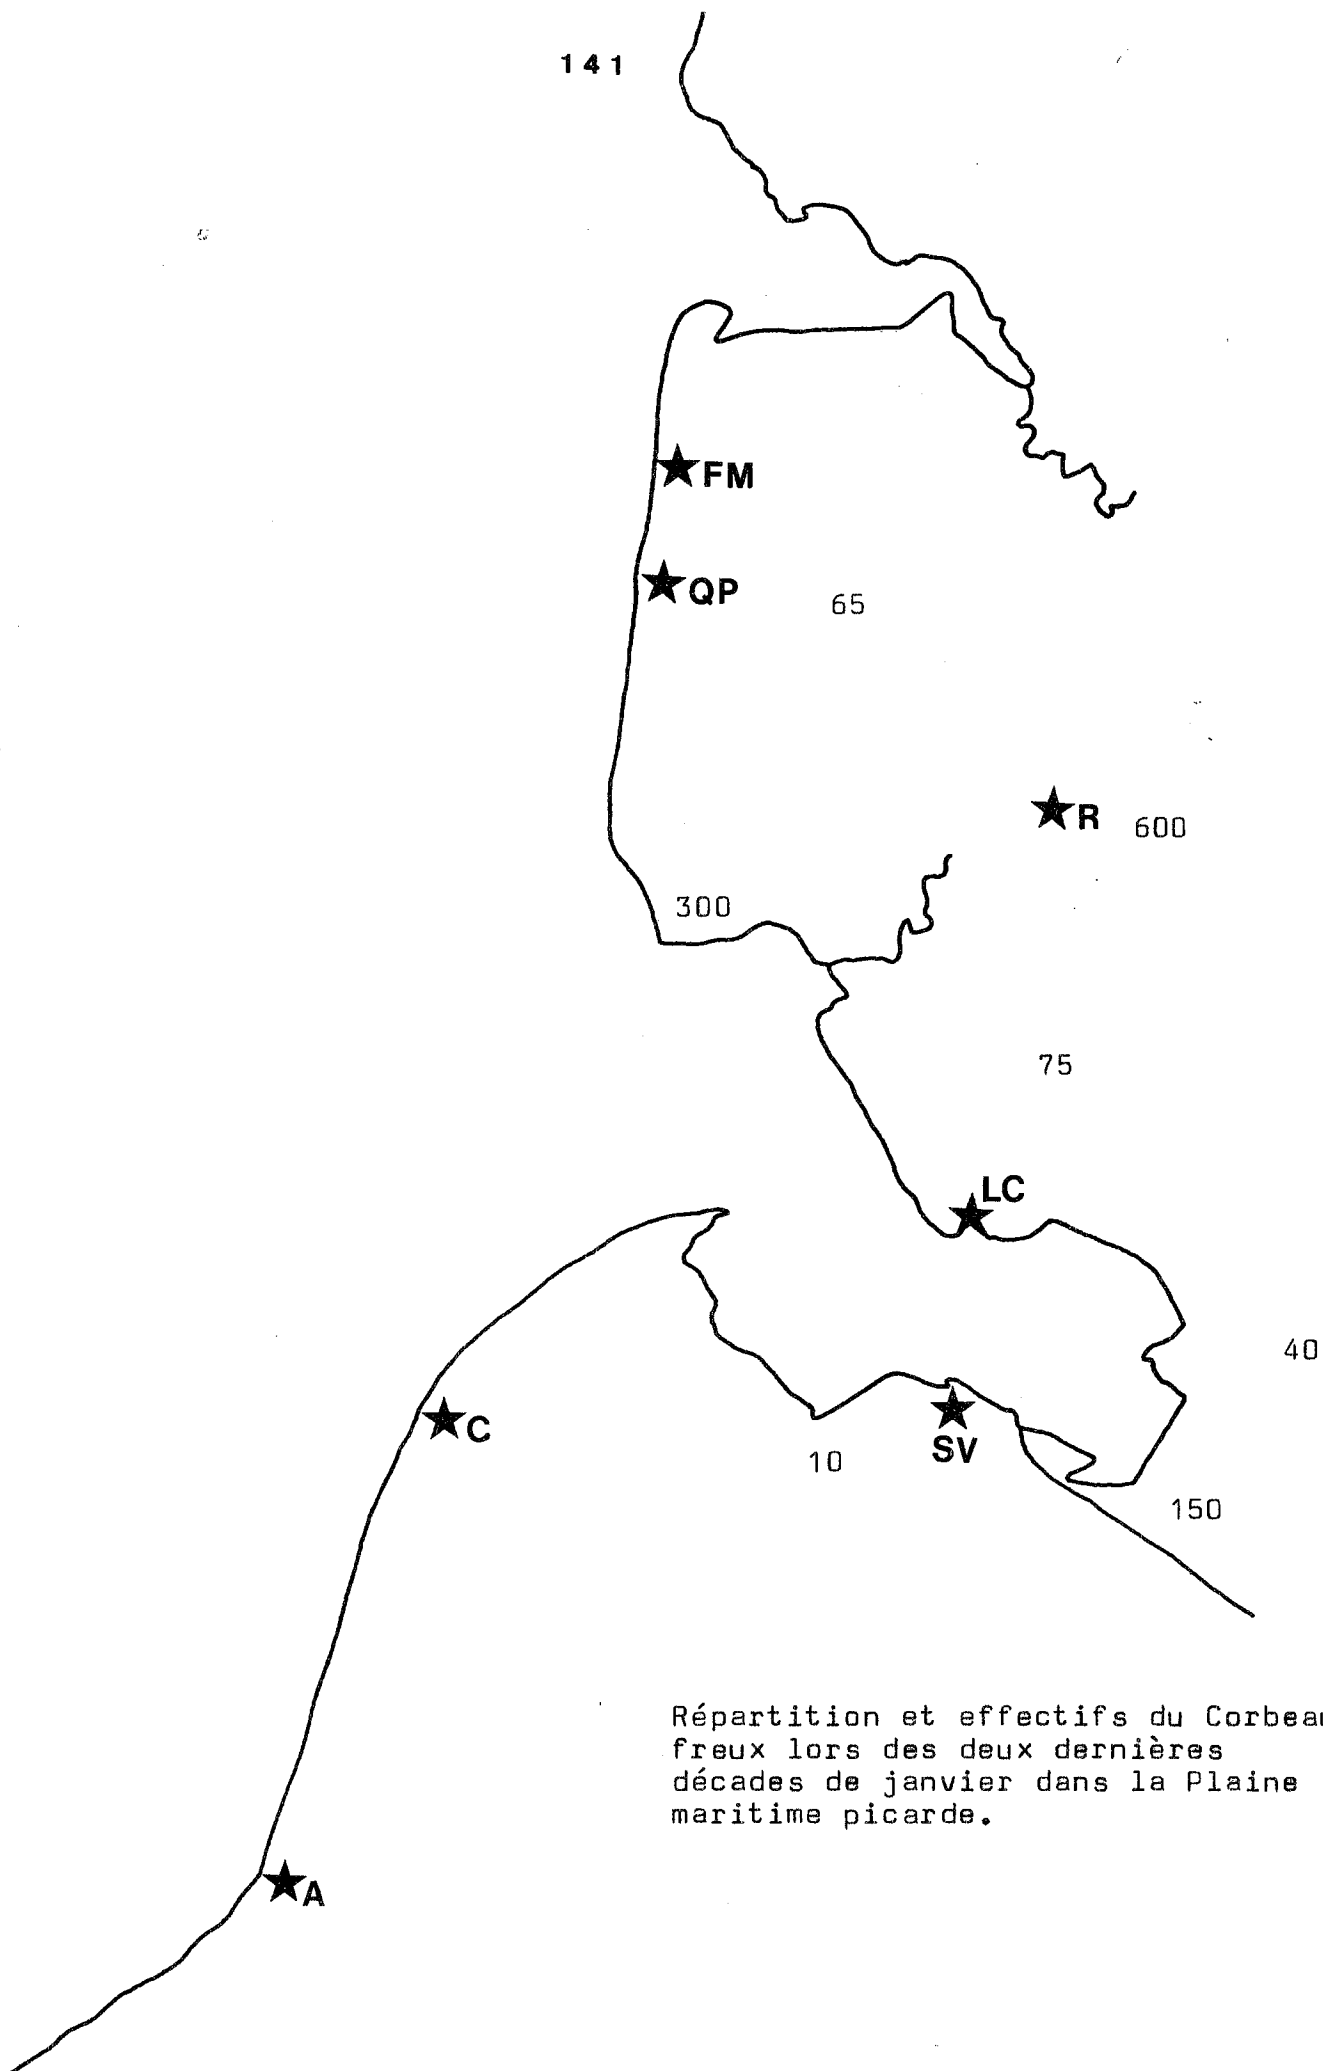 141
FM
QP
65
R
600
300
75
LC
40
C
SV
10
150
Répartition et effectifs du Corbeau
freux lors des deux dernières
décades de janvier dans la Plaine
maritime picarde.
A